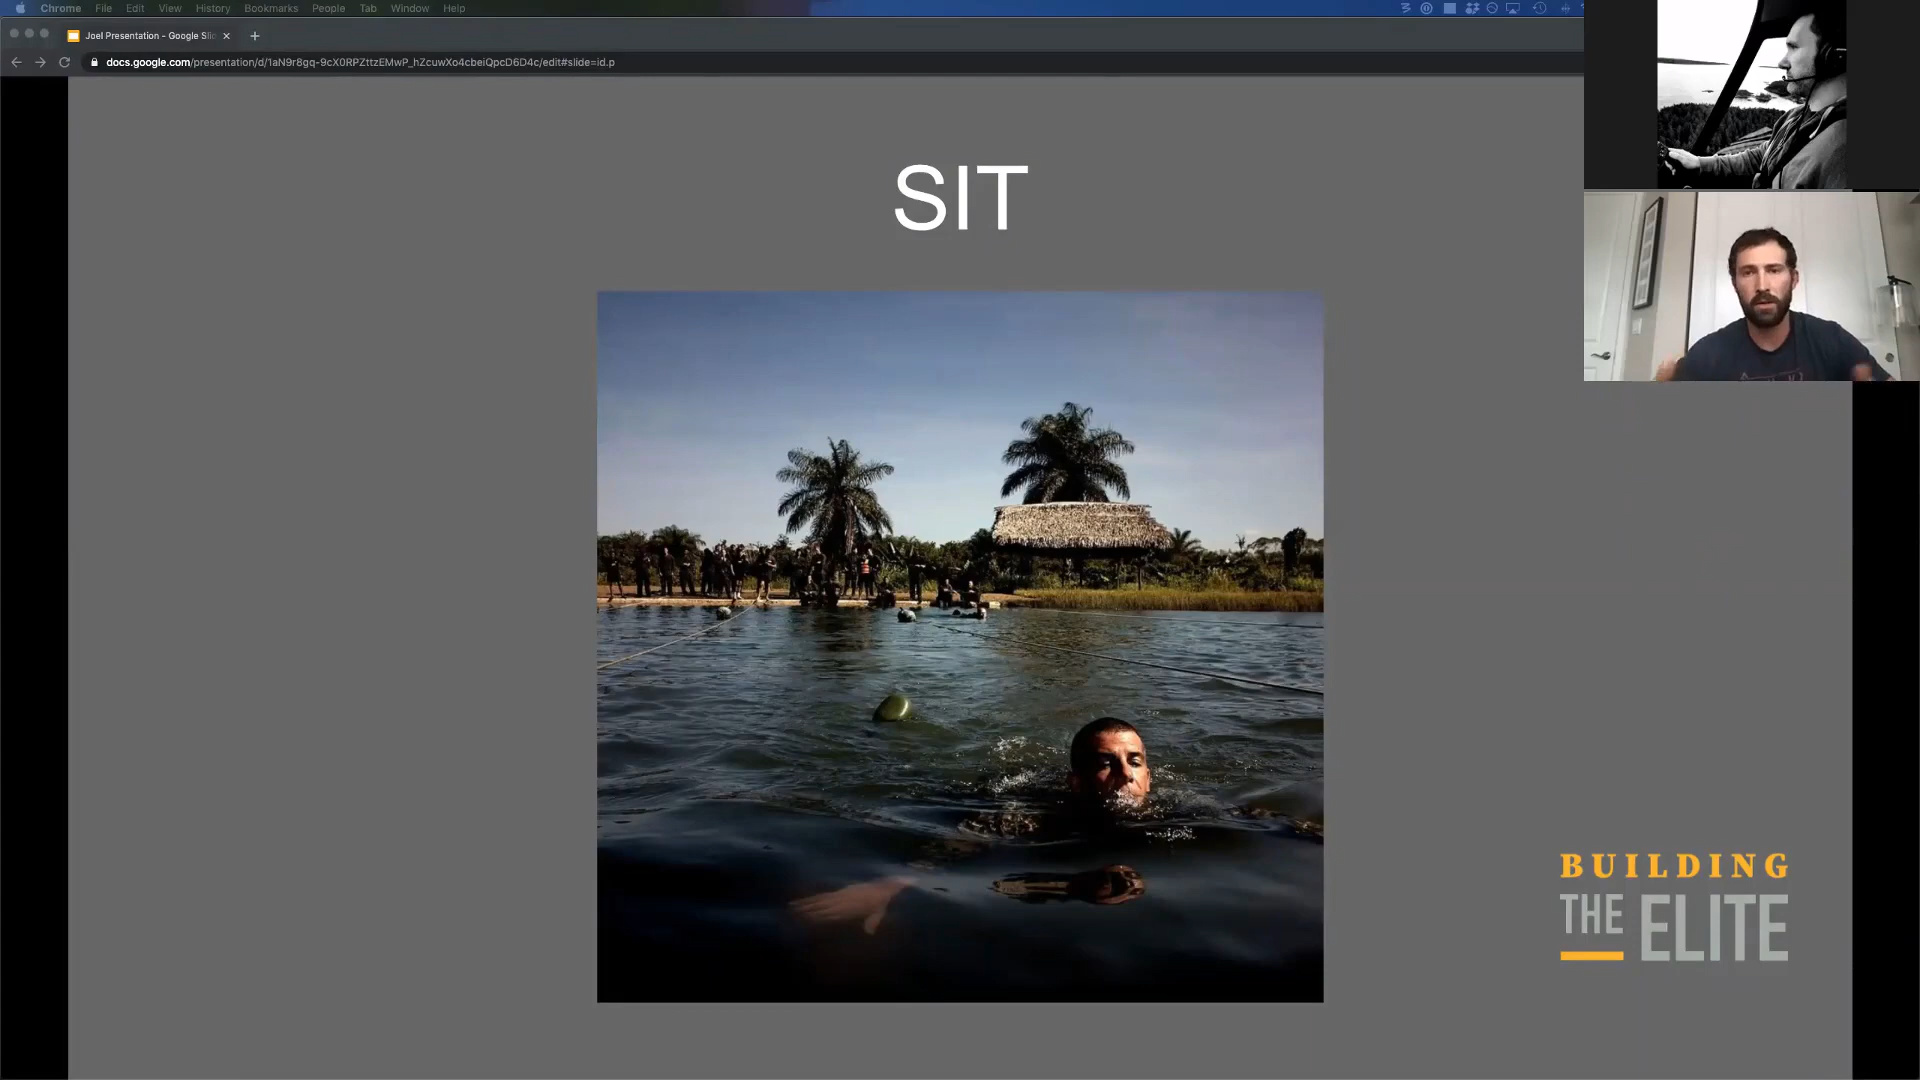 Chrome File Edit View History Bookmarks People Tab Window Help
Joel Presentation - Google Slid
docs.google.com/presentation/d/1aN9r8gq-9cX0RPZttzEMwP_hZcuwXo4cbeiQpcD6D4c/edit#slide=id.p
SIT
BUILDING
THE ELITE